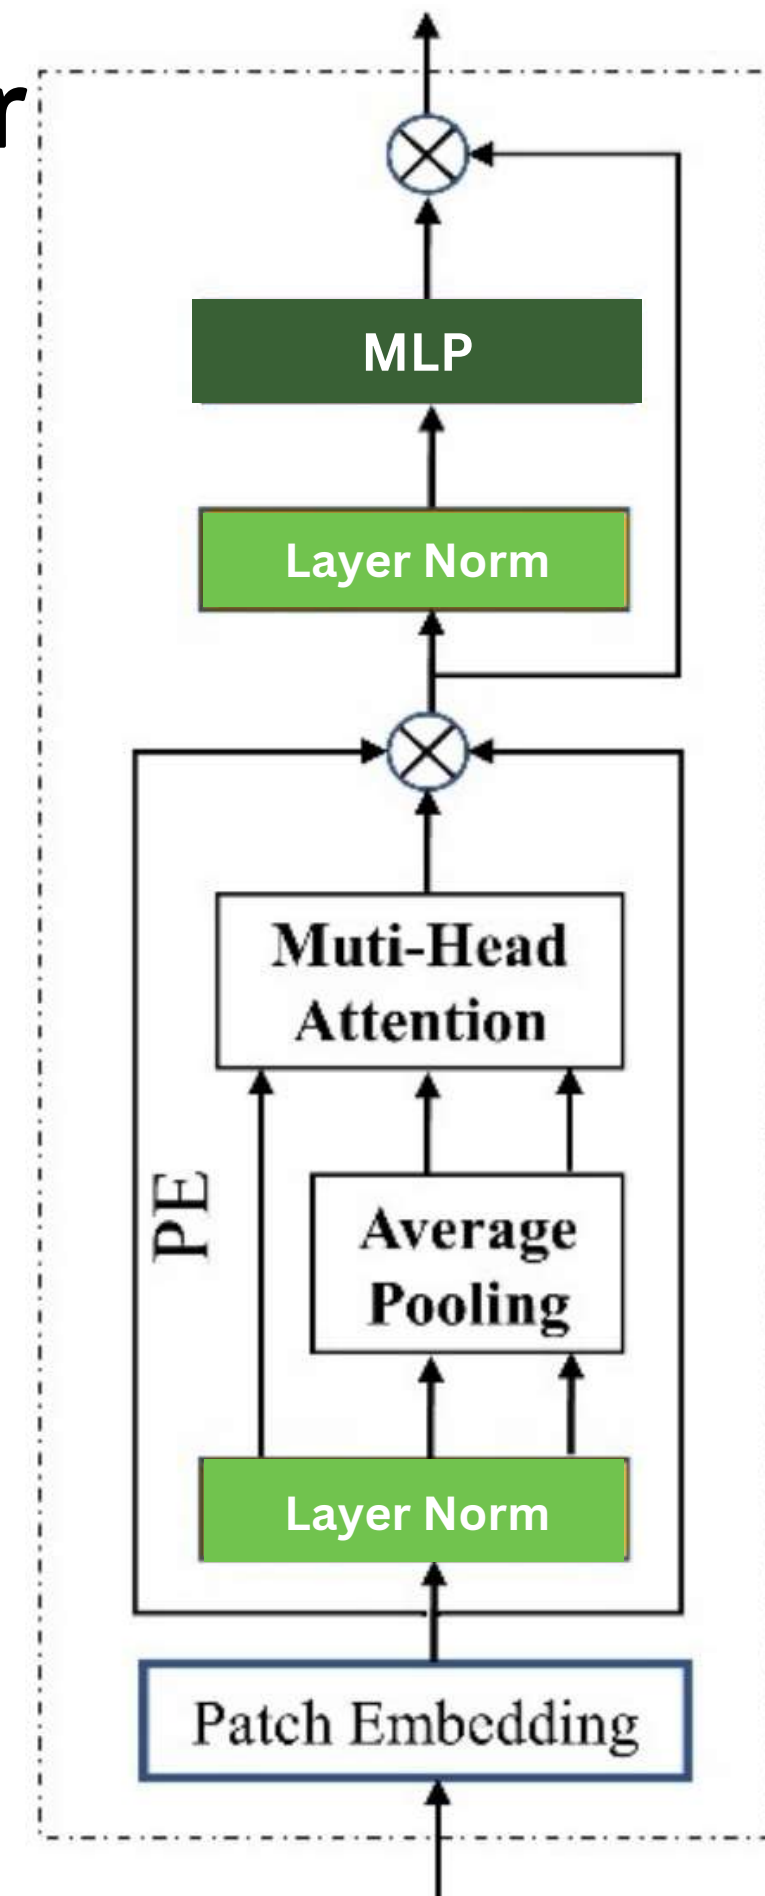 r
MLP
Layer Norm
Muti-Head
Attention
PE
Average
Pooling
Layer Norm
Patch Embedding